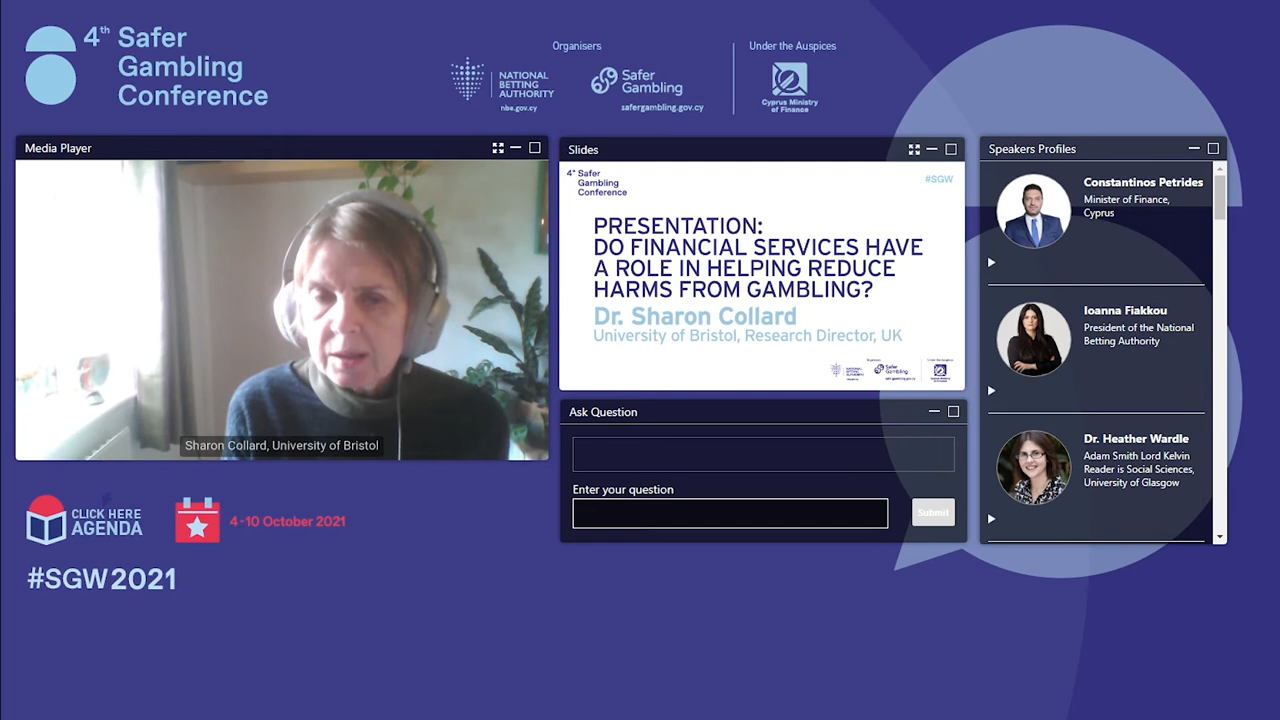 4th Safer
Gambling
Conference
Organisers
NATIONAL
BETTING
AUTHORITY
nba.gov.cy
Safer
Gambling
safergambling.gov.cy
Under the Auspices
Cyprus Ministry
of Finance
Media Player
Sharon Collard, University of Bristol
Slides
4th Safer
Gambling
Conference
#SGW
PRESENTATION:
DO FINANCIAL SERVICES HAVE
A ROLE IN HELPING REDUCE
HARMS FROM GAMBLING?
Dr. Sharon Collard
University of Bristol, Research Director, UK
Ask Question
Enter your question
Submit
Speakers Profiles
Constantinos Petrides
Minister of Finance,
Cyprus
Ioanna Fiakkou
President of the National
Betting Authority
Dr. Heather Wardle
Adam Smith Lord Kelvin
Reader is Social Sciences,
University of Glasgow
CLICK HERE
AGENDA
4-10 October 2021
#SGW2021